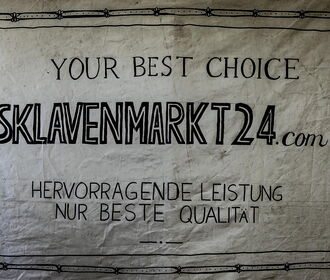 YOUR BEST CHOICE
SKLAVENMARKT24.com
HERVORRAGENDE LEISTUNG
NUR BESTE QUALITÄT